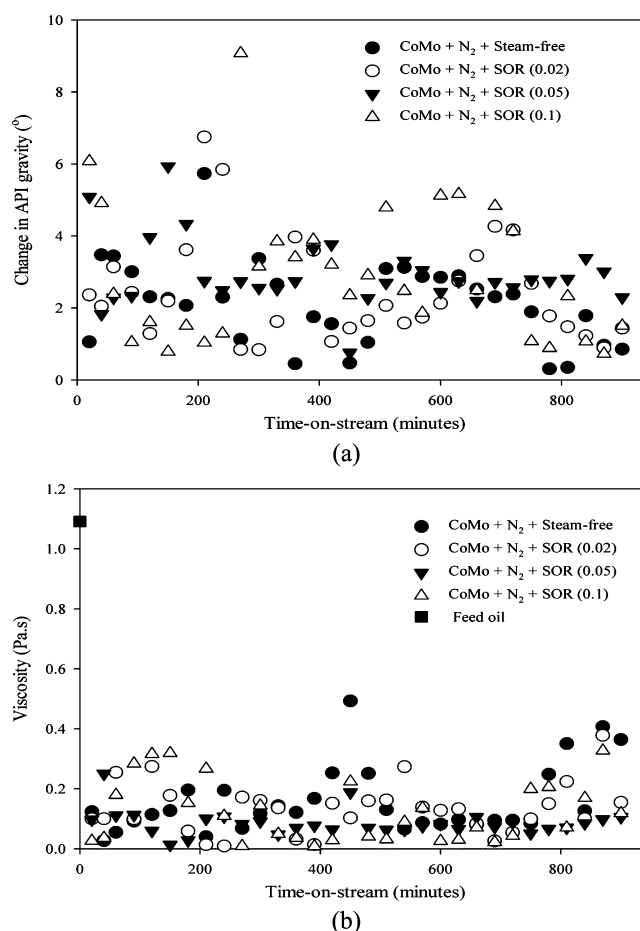 10
8
6
4
2
0
Change in API gravity (°)
CoMo + N2 + Steam-free
CoMo + N2 + SOR (0.02)
CoMo + N2 + SOR (0.05)
CoMo + N2 + SOR (0.1)
0 200 400 600 800
Time-on-stream (minutes)
(a)
1.2
1.0
0.8
0.6
0.4
0.2
0.0
Viscosity (Pa.s)
CoMo + N2 + Steam-free
CoMo + N2 + SOR (0.02)
CoMo + N2 + SOR (0.05)
CoMo + N2 + SOR (0.1)
Feed oil
0 200 400 600 800
Time-on-stream (minutes)
(b)